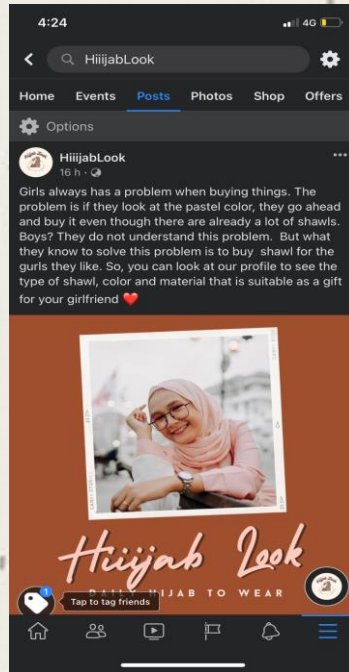 4:24
4G
HiiijabLook
Home Events Posts Photos Shop Offers
Options
HiiijabLook
16 h ·
Girls always has a problem when buying things. The
problem is if they look at the pastel color, they go ahead
and buy it even though there are already a lot of shawls.
Boys? They do not understand this problem. But what
they know to solve this problem is to buy shawl for the
gurls they like. So, you can look at our profile to see the
type of shawl, color and material that is suitable as a gift
for your girlfriend ❤️
Hiiijab Look
DAILY HIJAB TO WEAR
1
Tap to tag friends